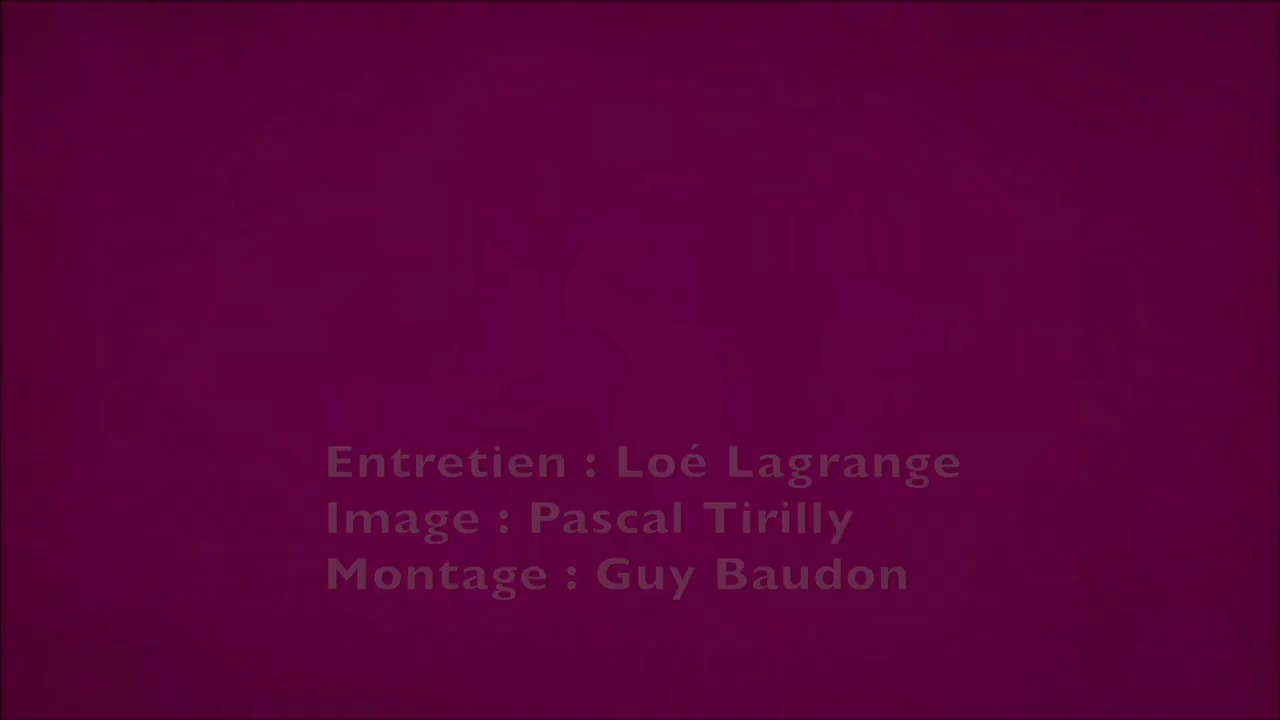 Entretien : Loé Lagrange
Image : Pascal Tirilly
Montage : Guy Baudon